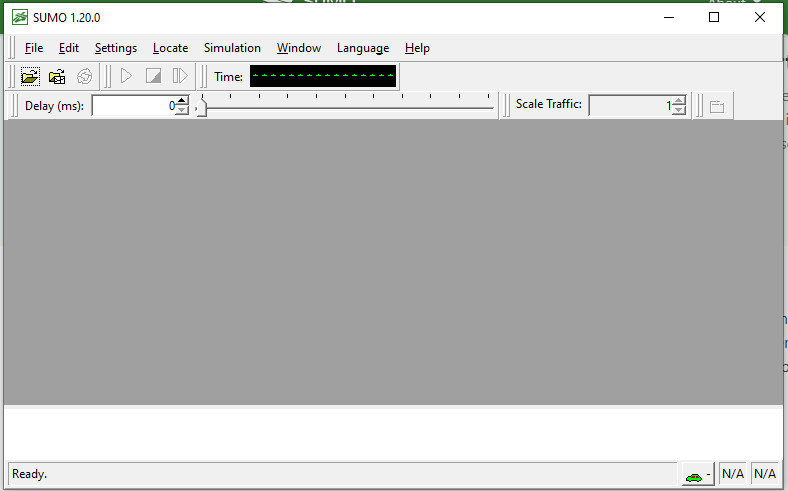 SUMO 1.20.0
File Edit Settings Locate Simulation Window Language Help
Time:
Delay (ms): 0 Scale Traffic: 1
Ready. - N/A N/A